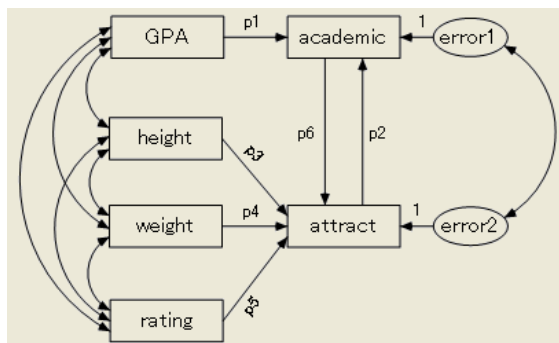 GPA
p1
academic
1
error1
p6
p2
height
p3
weight
p4
attract
1
error2
p5
rating